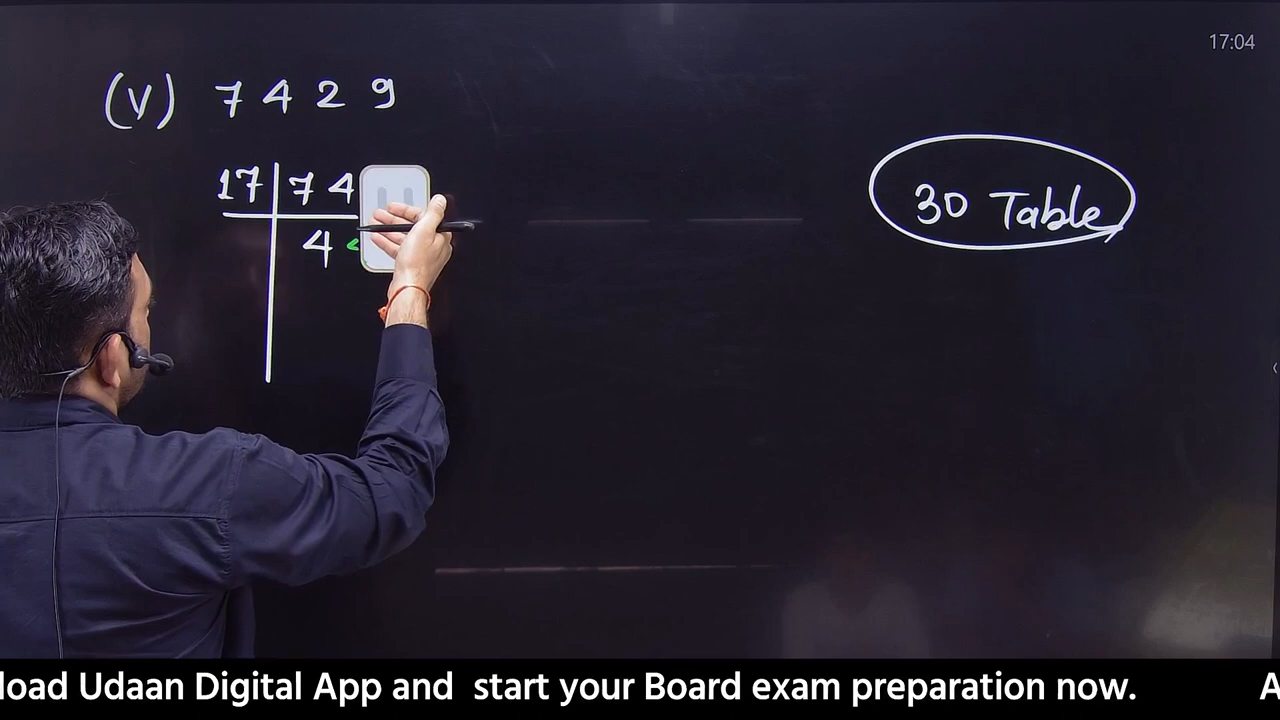 17:04
(V) 7 4 2 9
17 7 4
4 <
30 Table
load Udaan Digital App and start your Board exam preparation now. A